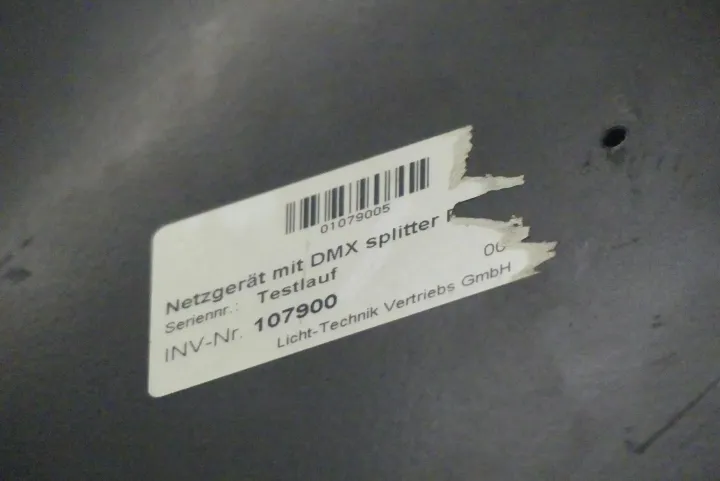 01079005
Netzgerät mit DMX splitter
Seriennr.: Testlauf
INV-Nr. 107900
Licht-Technik Vertriebs GmbH